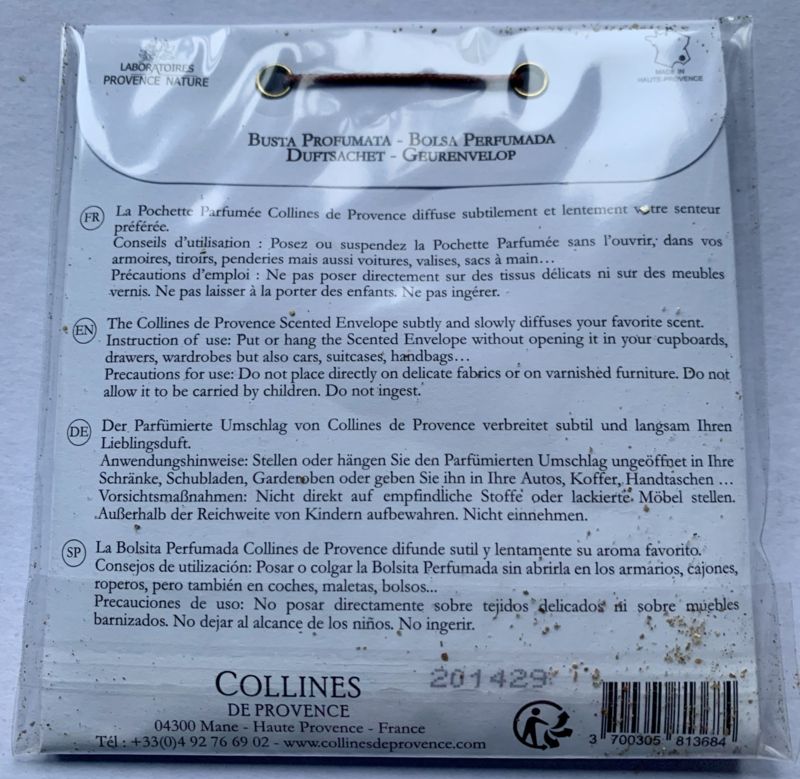 LABORATOIRES
PROVENCE NATURE
MADE IN
HAUTE-PROVENCE
BUSTA PROFUMATA - BOLSA PERFUMADA
DUFTSACHET - GEURENVELOP
FR
La Pochette Parfumée Collines de Provence diffuse subtilement et lentement votre senteur
préférée.
Conseils d'utilisation : Posez ou suspendez la Pochette Parfumée sans l'ouvrir, dans vos
armoires, tiroirs, penderies mais aussi voitures, valises, sacs à main…
Précautions d'emploi : Ne pas poser directement sur des tissus délicats ni sur des meubles
vernis. Ne pas laisser à la porter des enfants. Ne pas ingérer.
EN
The Collines de Provence Scented Envelope subtly and slowly diffuses your favorite scent.
Instruction of use: Put or hang the Scented Envelope without opening it in your cupboards,
drawers, wardrobes but also cars, suitcases, handbags…
Precautions for use: Do not place directly on delicate fabrics or on varnished furniture. Do not
allow it to be carried by children. Do not ingest.
DE
Der Parfümierte Umschlag von Collines de Provence verbreitet subtil und langsam Ihren
Lieblingsduft.
Anwendungshinweise: Stellen oder hängen Sie den Parfümierten Umschlag ungeöffnet in Ihre
Schränke, Schubladen, Garderoben oder geben Sie ihn in Ihre Autos, Koffer, Handtaschen …
Vorsichtsmaßnahmen: Nicht direkt auf empfindliche Stoffe oder lackierte Möbel stellen.
Außerhalb der Reichweite von Kindern aufbewahren. Nicht einnehmen.
SP
La Bolsita Perfumada Collines de Provence difunde sutil y lentamente su aroma favorito.
Consejos de utilización: Posar o colgar la Bolsita Perfumada sin abrirla en los armarios, cajones,
roperos, pero también en coches, maletas, bolsos...
Precauciones de uso: No posar directamente sobre tejidos delicados ni sobre muebles
barnizados. No dejar al alcance de los niños. No ingerir.
201429
COLLINES
DE PROVENCE
04300 Mane - Haute Provence - France
Tél : +33(0)4 92 76 69 02 - www.collinesdeprovence.com
3 700305 813684